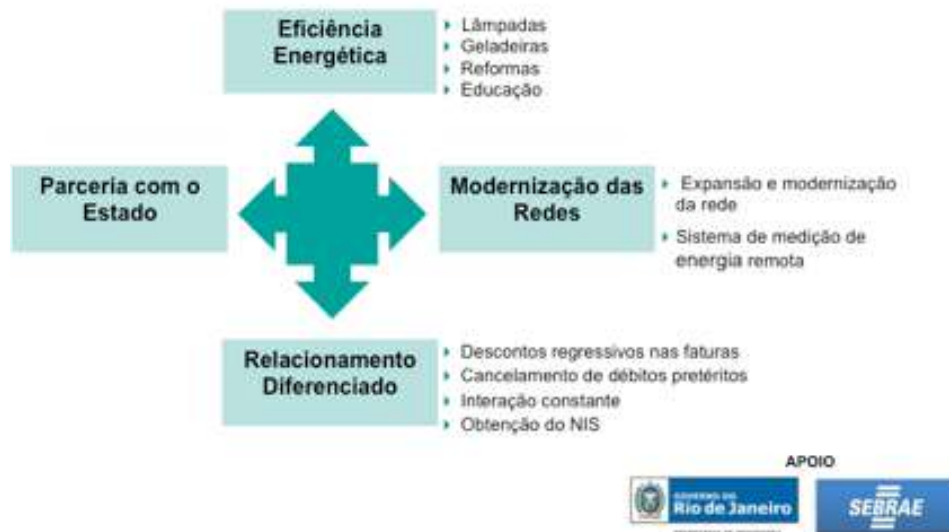 Eficiência
Energética
Lâmpadas
Geladeiras
Reformas
Educação
Parceria com o
Estado
Modernização das
Redes
Expansão e modernização
da rede
Sistema de medição de
energia remota
Relacionamento
Diferenciado
Descontos regressivos nas faturas
Cancelamento de débitos pretéritos
Interação constante
Obtenção do NIS
APOIO
GOVERNO DO
Rio de Janeiro
SEBRAE